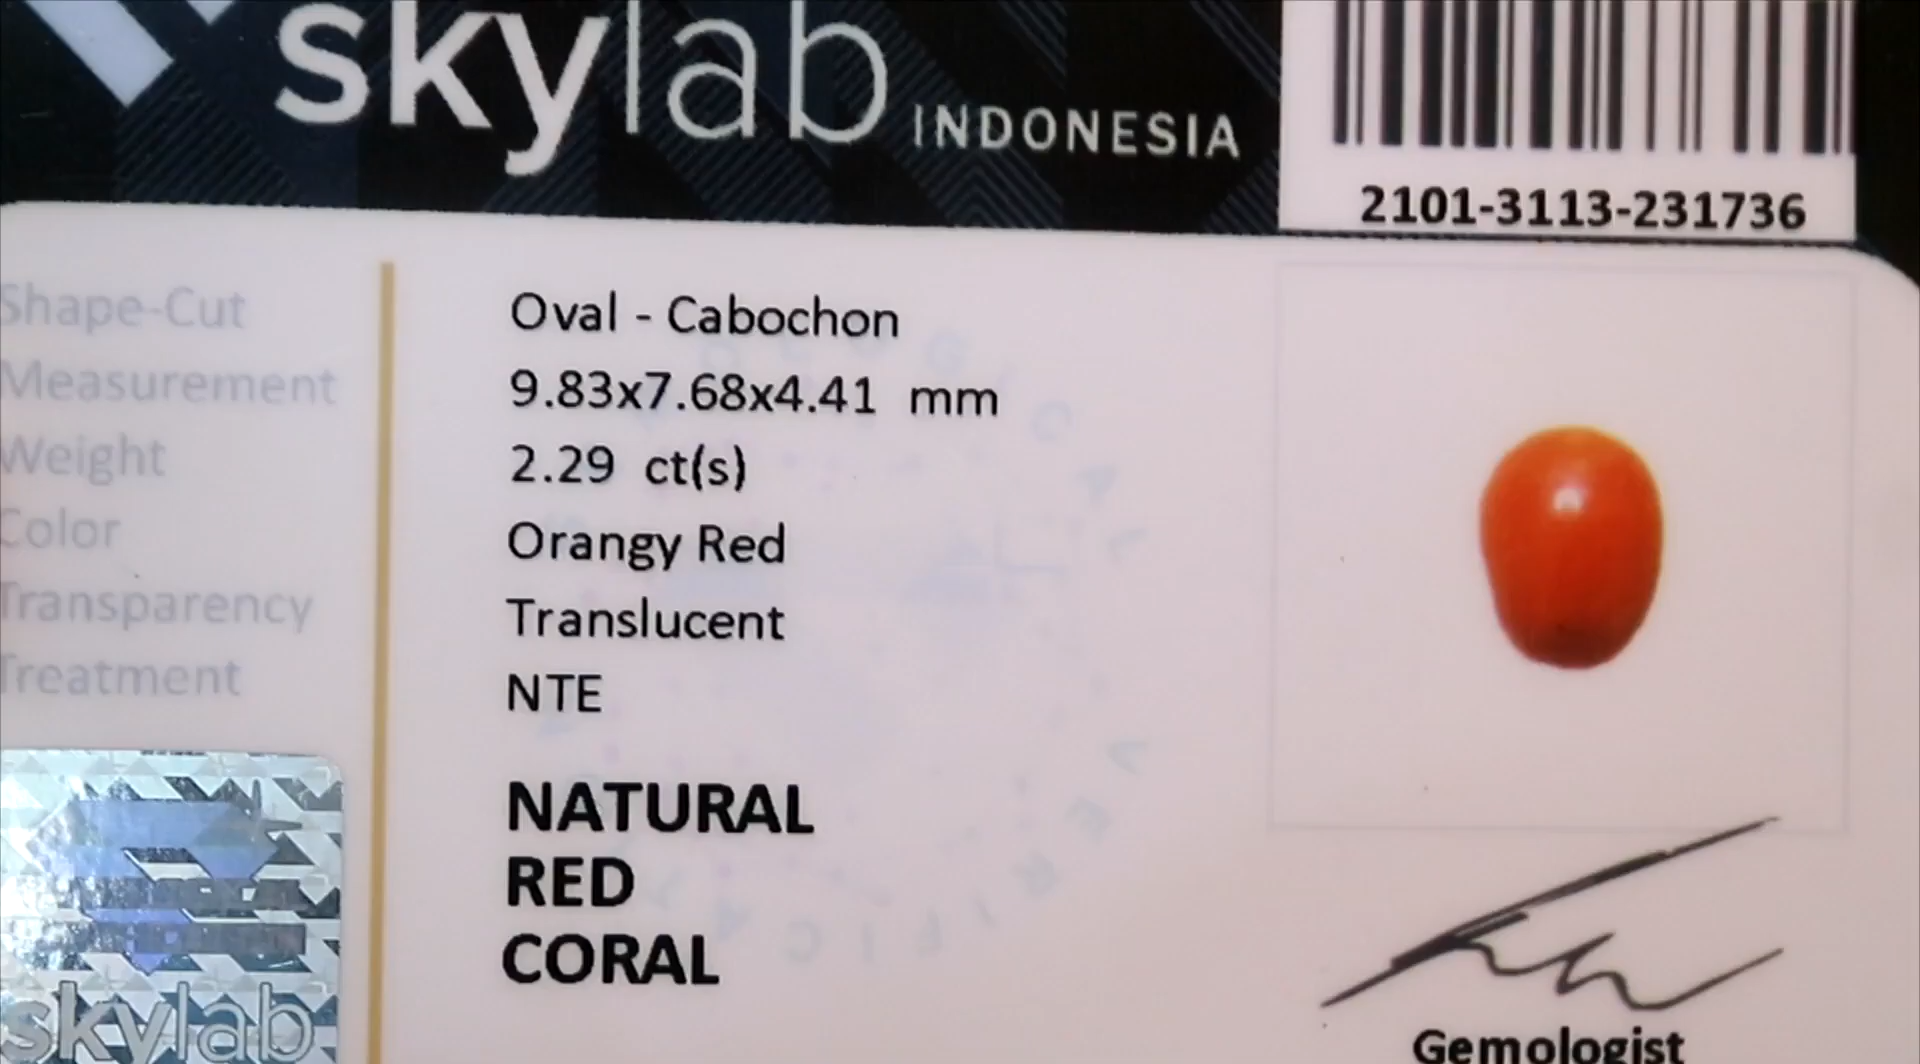 skylab INDONESIA
2101-3113-231736
Shape-Cut Oval - Cabochon
Measurement 9.83x7.68x4.41 mm
Weight 2.29 ct(s)
Color Orangy Red
Transparency Translucent
Treatment NTE
NATURAL
RED
CORAL
skylab
Gemologist